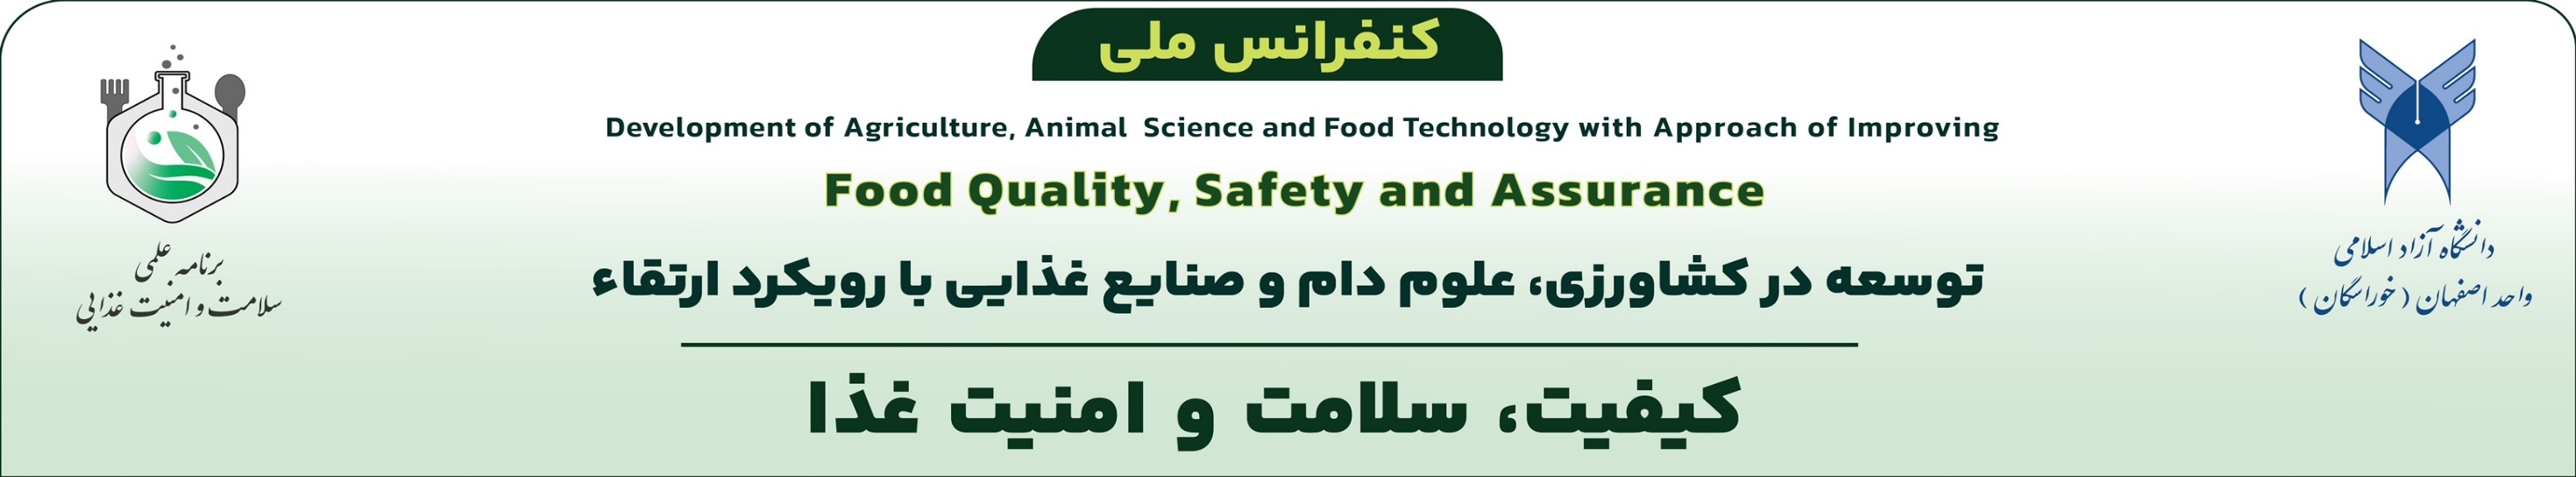 کنفرانس ملی
Development of Agriculture, Animal Science and Food Technology with Approach of Improving
Food Quality, Safety and Assurance
توسعه در کشاورزی، علوم دام و صنایع غذایی با رویکرد ارتقاء
کیفیت، سلامت و امنیت غذا
دانشگاه آزاد اسلامی
واحد اصفهان ( خوراسگان )
برنامه علمی
سلامت و امنیت غذایی